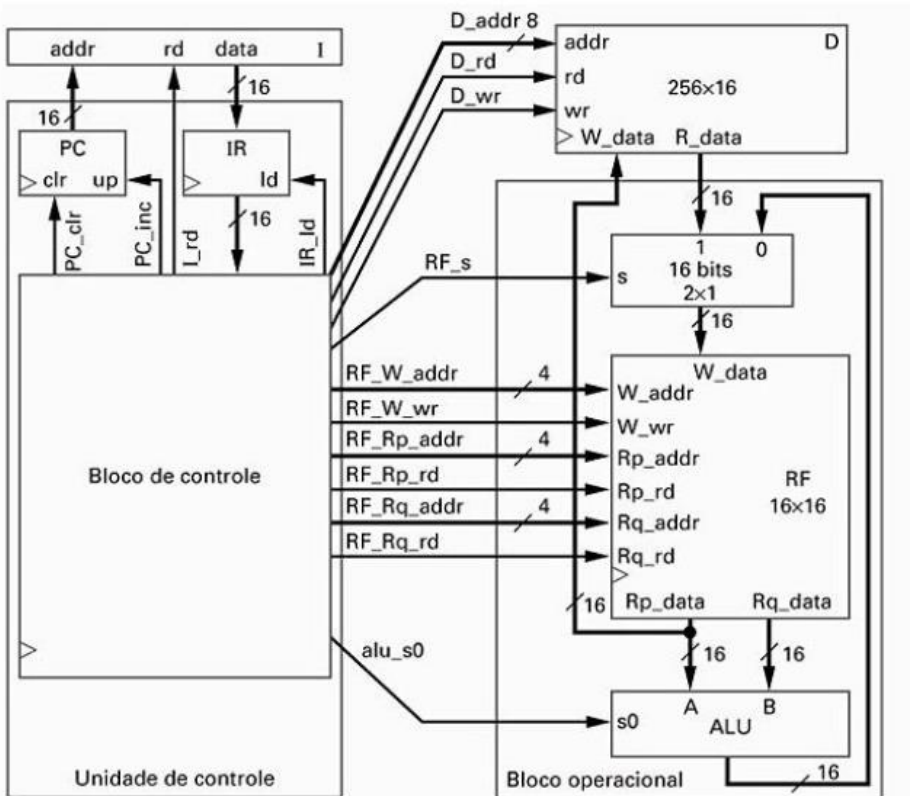 addr rd data I
16
16
PC
clr up
IR
ld
16
PC_clr
PC_inc
I_rd
IR_ld
Bloco de controle
Unidade de controle
D_addr 8
D_rd
D_wr
RF_s
RF_W_addr 4
RF_W_wr
RF_Rp_addr 4
RF_Rp_rd
RF_Rq_addr 4
RF_Rq_rd
alu_s0
addr D
rd
256×16
wr
W_data R_data
16
1 0
s 16 bits
2×1
16
W_data
W_addr
W_wr
Rp_addr
RF
Rp_rd
16×16
Rq_addr
Rq_rd
16
Rp_data Rq_data
16 16
A B
s0 ALU
16
Bloco operacional